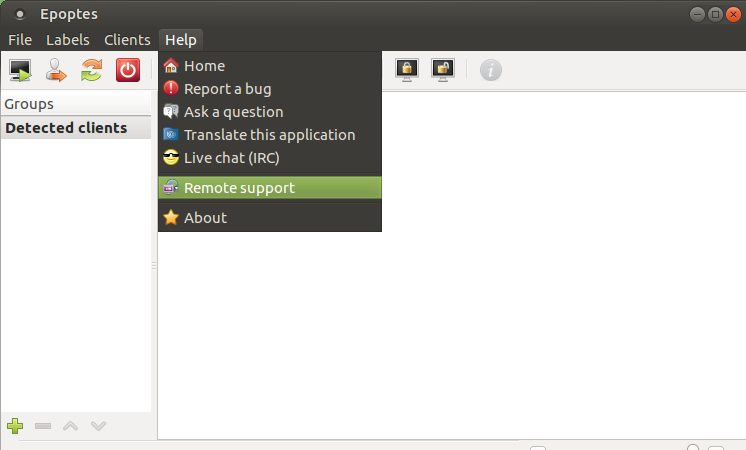 Epoptes
File Labels Clients Help
Home
Report a bug
Ask a question
Translate this application
Live chat (IRC)
Remote support
About
Groups
Detected clients